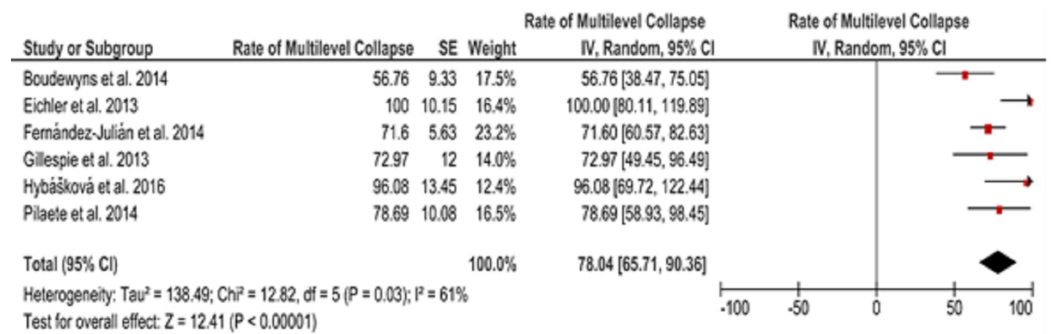 Rate of Multilevel Collapse Rate of Multilevel Collapse
Study or Subgroup Rate of Multilevel Collapse SE Weight IV, Random, 95% CI IV, Random, 95% CI
Boudewyns et al. 2014 56.76 9.33 17.5% 56.76 [38.47, 75.05]
Eichler et al. 2013 100 10.15 16.4% 100.00 [80.11, 119.89]
Fernández-Julián et al. 2014 71.6 5.63 23.2% 71.60 [60.57, 82.63]
Gillespie et al. 2013 72.97 12 14.0% 72.97 [49.45, 96.49]
Hybášková et al. 2016 96.08 13.45 12.4% 96.08 [69.72, 122.44]
Pilaete et al. 2014 78.69 10.08 16.5% 78.69 [58.93, 98.45]
Total (95% CI) 100.0% 78.04 [65.71, 90.36]
Heterogeneity: Tau² = 138.49; Chi² = 12.82, df = 5 (P = 0.03); I² = 61%
Test for overall effect: Z = 12.41 (P < 0.00001)
-100 -50 0 50 100